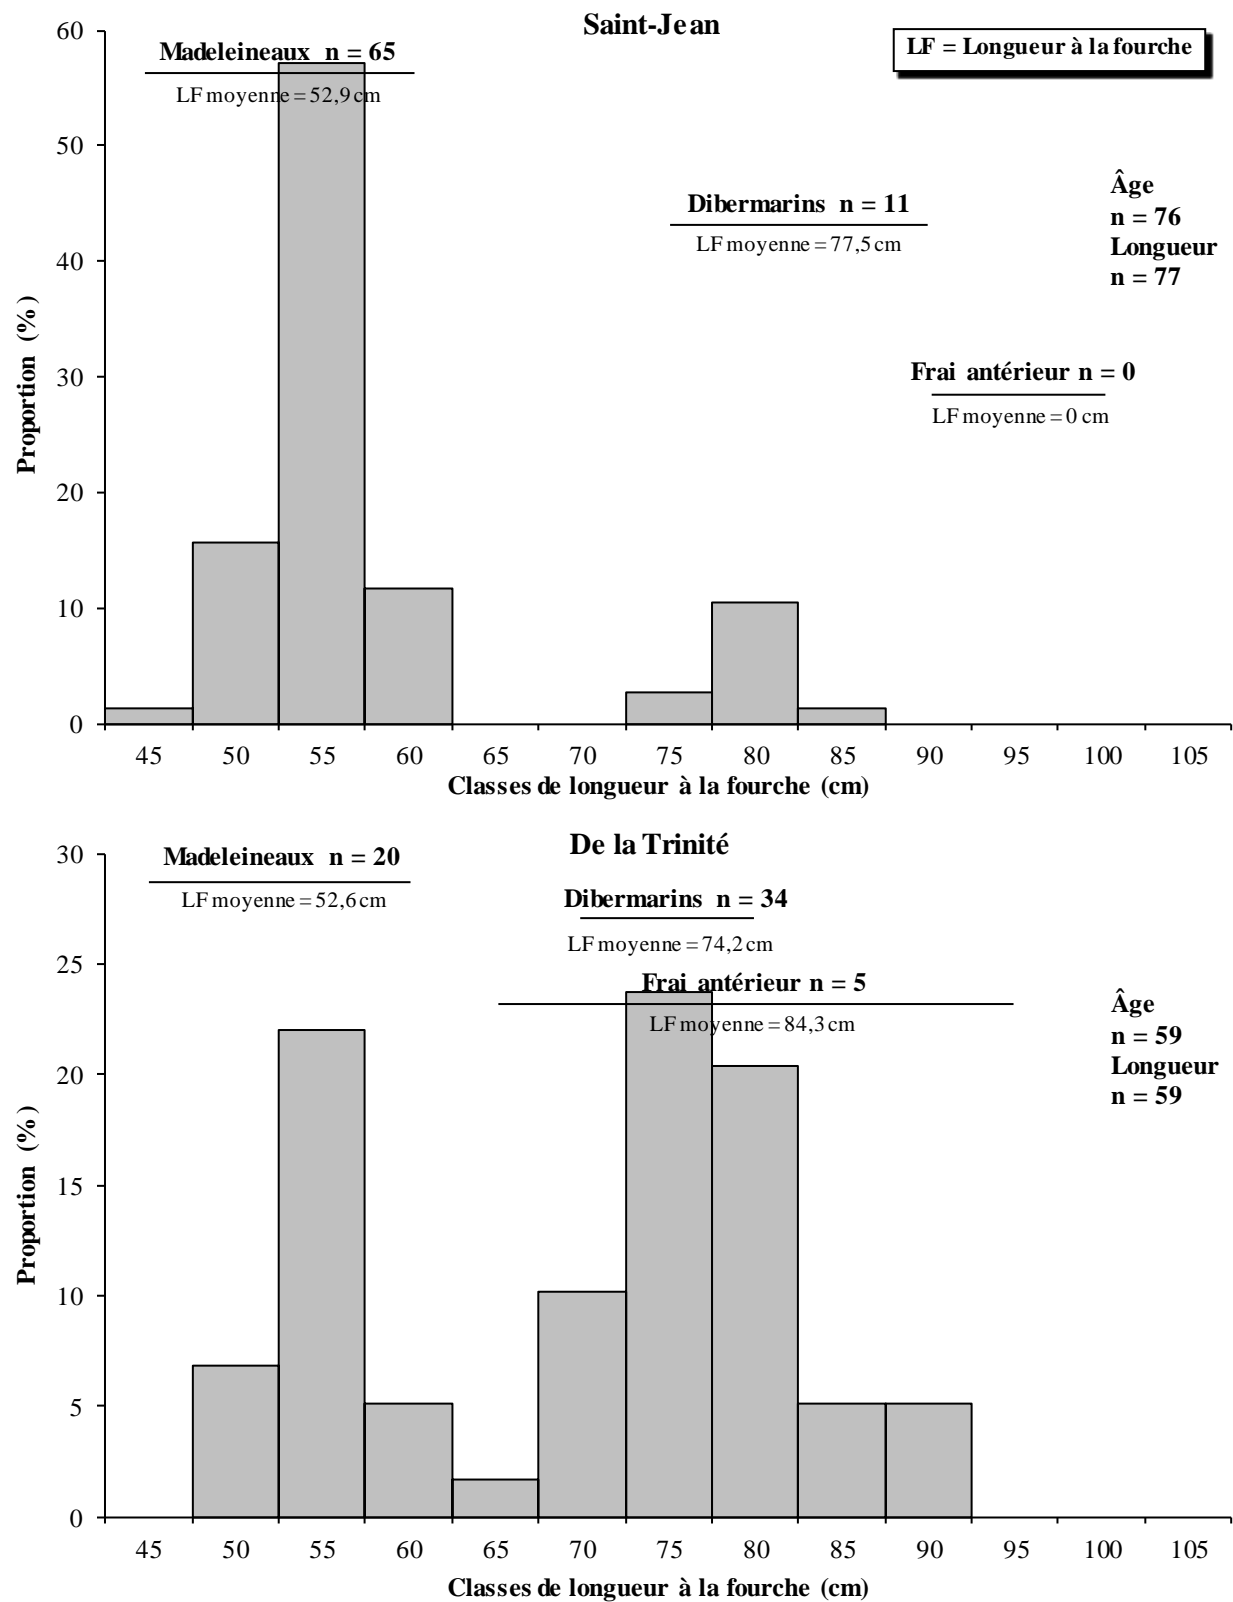 Saint-Jean
LF = Longueur à la fourche
Madeleineaux n = 65
LF moyenne = 52,9 cm
Dibermarins n = 11
LF moyenne = 77,5 cm
Âge
n = 76
Longueur
n = 77
Frai antérieur n = 0
LF moyenne = 0 cm
Proportion (%)
60
50
40
30
20
10
0
45 50 55 60 65 70 75 80 85 90 95 100 105
Classes de longueur à la fourche (cm)
De la Trinité
Madeleineaux n = 20
LF moyenne = 52,6 cm
Dibermarins n = 34
LF moyenne = 74,2 cm
Frai antérieur n = 5
LF moyenne = 84,3 cm
Âge
n = 59
Longueur
n = 59
Proportion (%)
30
25
20
15
10
5
0
45 50 55 60 65 70 75 80 85 90 95 100 105
Classes de longueur à la fourche (cm)